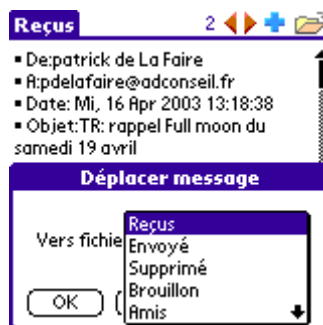 Reçus 2
▪ De:patrick de La Faire
▪ A:pdelafaire@adconseil.fr
▪ Date: Mi, 16 Apr 2003 13:18:38
▪ Objet:TR: rappel Full moon du
samedi 19 avril
Déplacer message
Vers fichie
Reçus
Envoyé
Supprimé
Brouillon
Amis
OK